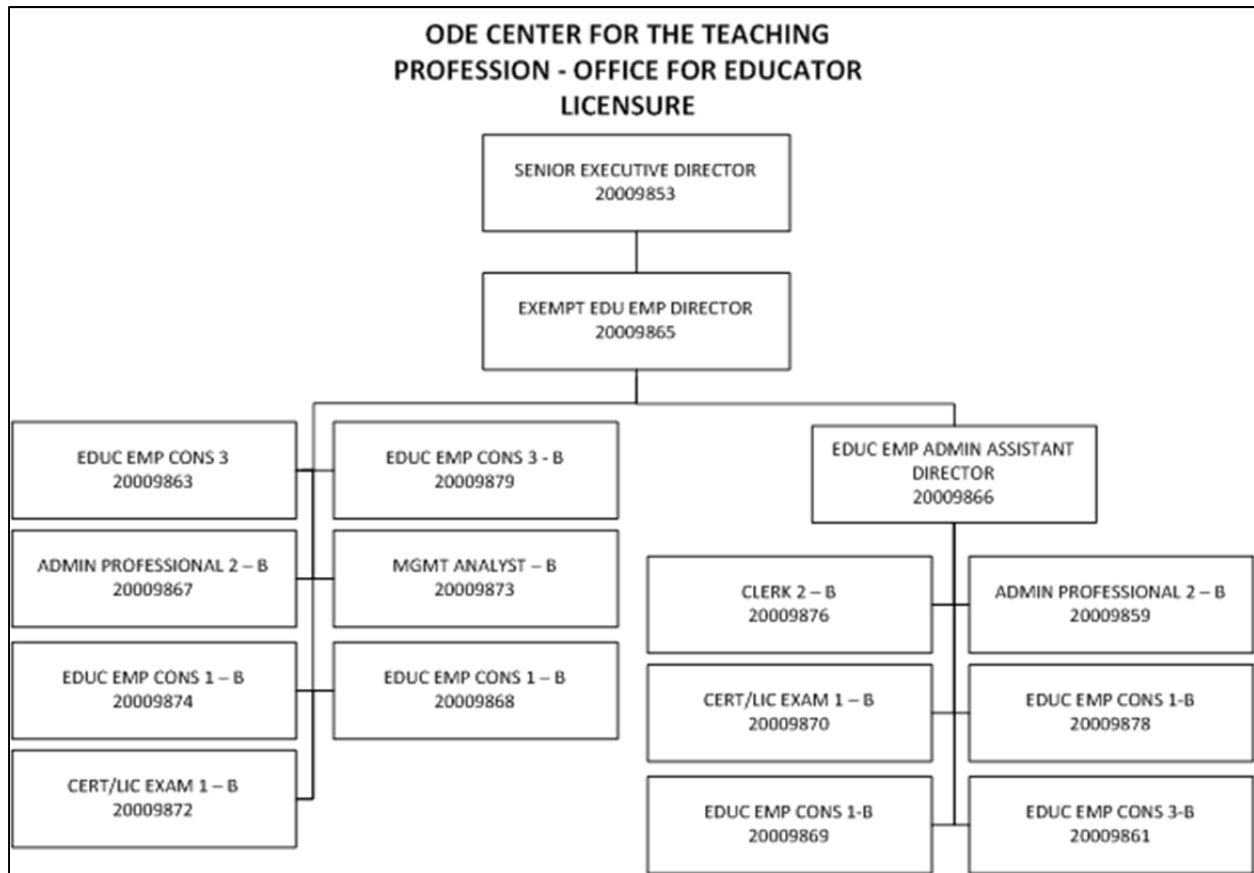 ODE CENTER FOR THE TEACHING
PROFESSION - OFFICE FOR EDUCATOR
LICENSURE
SENIOR EXECUTIVE DIRECTOR
20009853
EXEMPT EDU EMP DIRECTOR
20009865
EDUC EMP CONS 3
20009863
EDUC EMP CONS 3 - B
20009879
ADMIN PROFESSIONAL 2 – B
20009867
MGMT ANALYST – B
20009873
EDUC EMP CONS 1 – B
20009874
EDUC EMP CONS 1 – B
20009868
CERT/LIC EXAM 1 – B
20009872
EDUC EMP ADMIN ASSISTANT
DIRECTOR
20009866
CLERK 2 – B
20009876
ADMIN PROFESSIONAL 2 – B
20009859
CERT/LIC EXAM 1 – B
20009870
EDUC EMP CONS 1-B
20009878
EDUC EMP CONS 1-B
20009869
EDUC EMP CONS 3-B
20009861